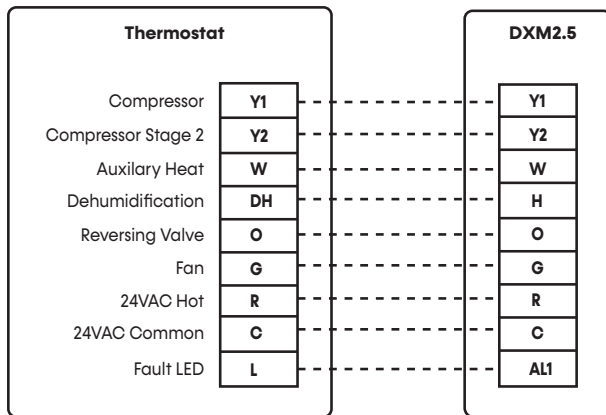 Thermostat DXM2.5
Compressor Y1 Y1
Compressor Stage 2 Y2 Y2
Auxilary Heat W W
Dehumidification DH H
Reversing Valve O O
Fan G G
24VAC Hot R R
24VAC Common C C
Fault LED L AL1